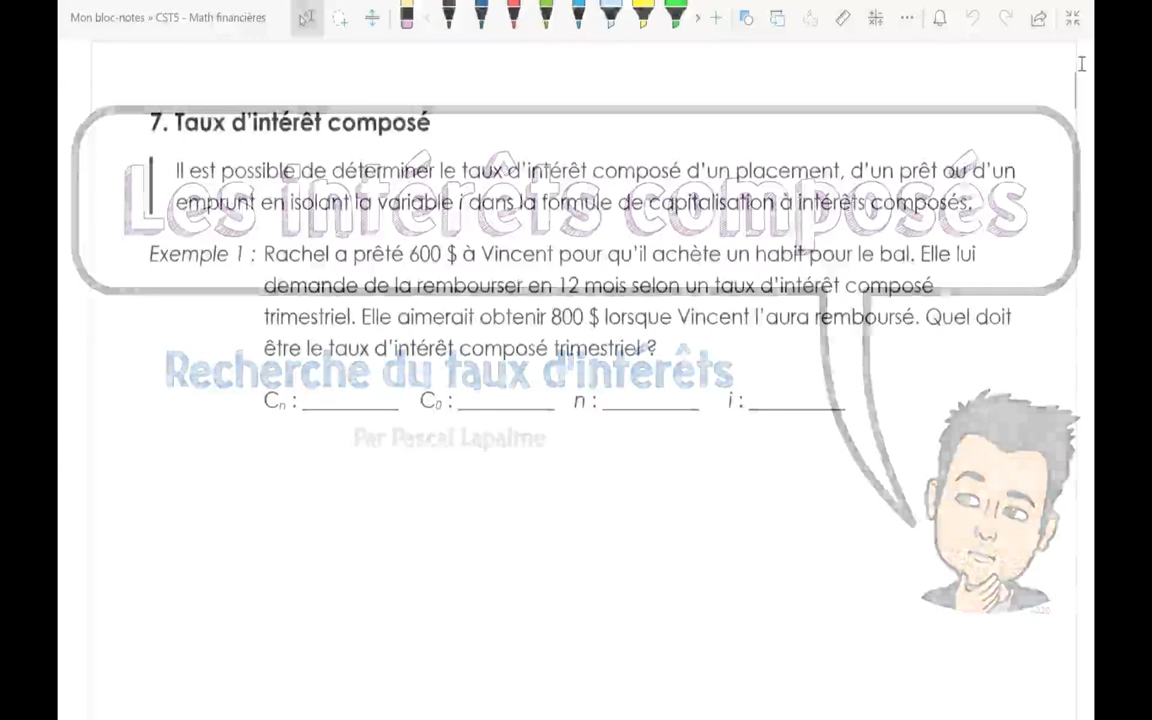 Mon bloc-notes » CST5 - Math financières
7. Taux d'intérêt composé
Les intérêts composés
Il est possible de déterminer le taux d'intérêt composé d'un placement, d'un prêt ou d'un
emprunt en isolant la variable i dans la formule de capitalisation à intérêts composés.
Exemple 1 : Rachel a prêté 600 $ à Vincent pour qu'il achète un habit pour le bal. Elle lui
demande de la rembourser en 12 mois selon un taux d'intérêt composé
trimestriel. Elle aimerait obtenir 800 $ lorsque Vincent l'aura remboursé. Quel doit
être le taux d'intérêt composé trimestriel ?
Recherche du taux d'intérêts
Cn : ________ C0 : ________ n : ________ i : ________
Par Pascal Lapalme